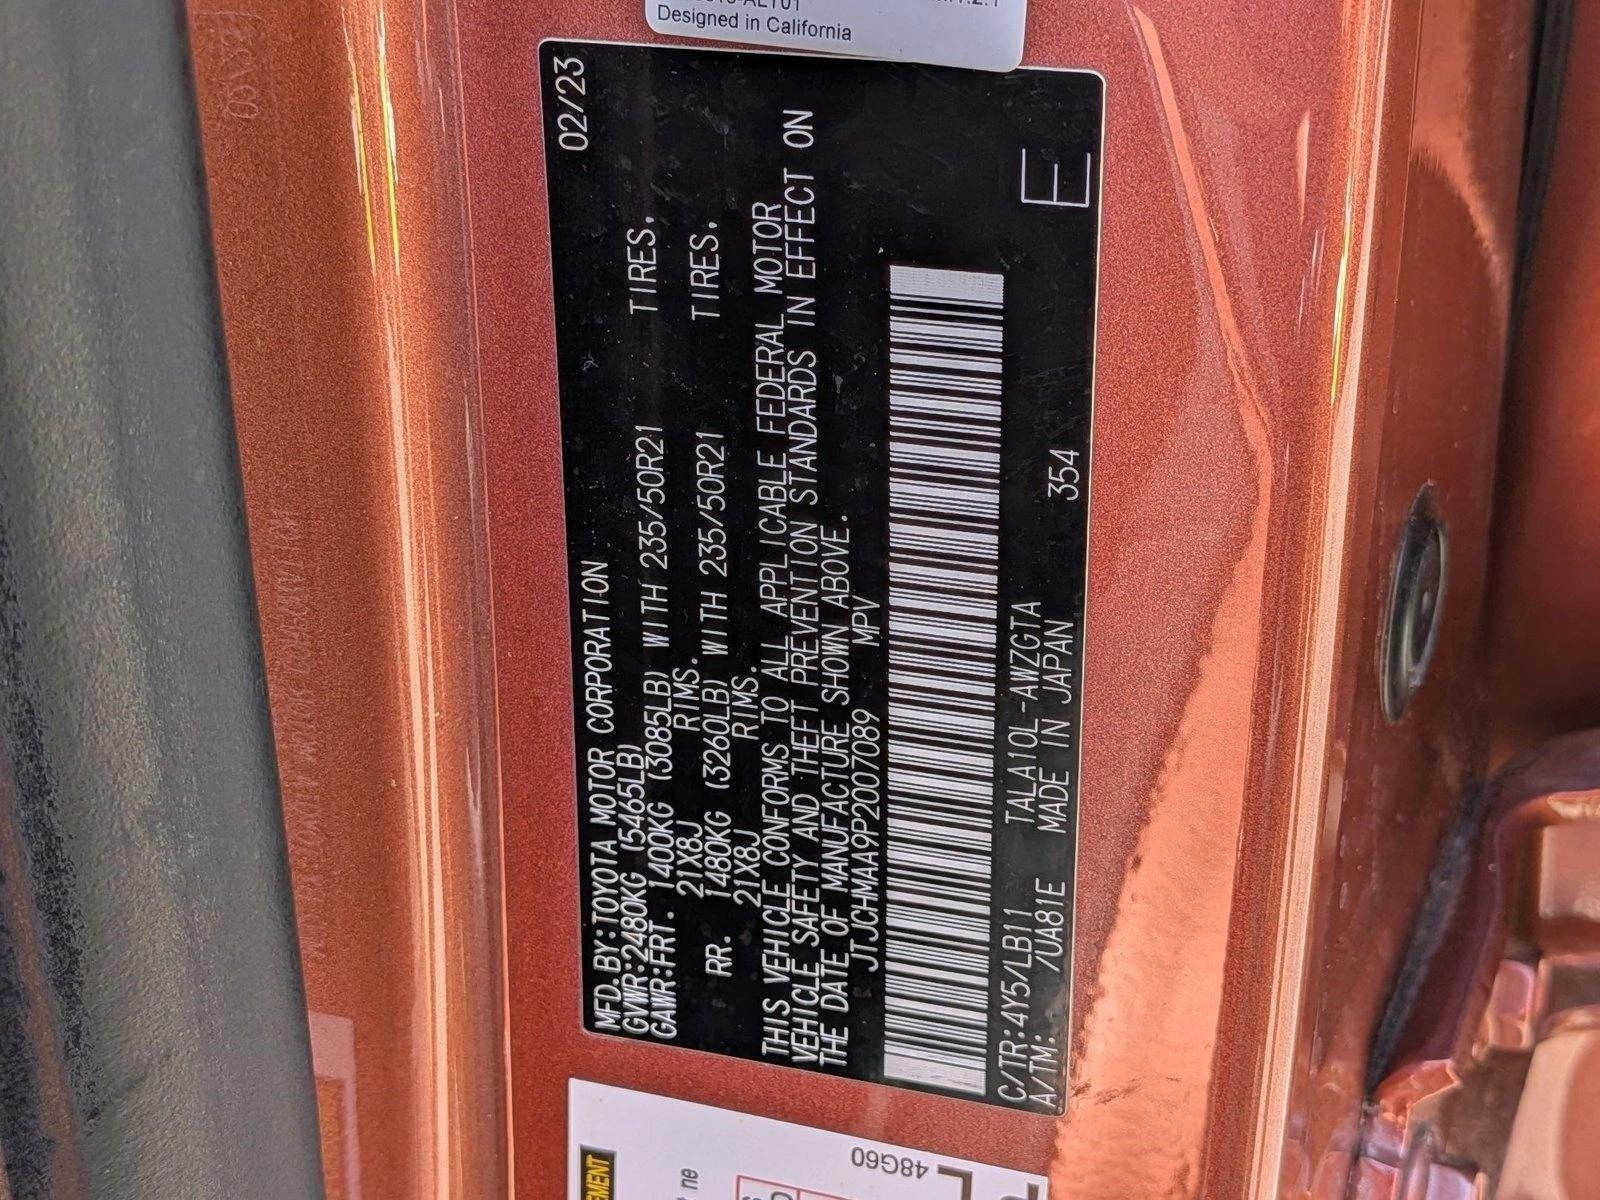 Designed in California
02/23
MFD.BY:TOYOTA MOTOR CORPORATION
GVWR:2480KG (5465LB)
GAWR:FRT. 1400KG (3085LB) WITH 235/50R21 TIRES.
21X8J RIMS.
RR. 1480KG (3260LB) WITH 235/50R21 TIRES.
21X8J RIMS.
THIS VEHICLE CONFORMS TO ALL APPLICABLE FEDERAL MOTOR
VEHICLE SAFETY AND THEFT PREVENTION STANDARDS IN EFFECT ON
THE DATE OF MANUFACTURE SHOWN ABOVE.
JTJCHMAA9P2007089 MPV
E
C/TR:4Y5/LB11 TALA10L-AWZGTA
A/TM: /UA81E MADE IN JAPAN 354
48G60